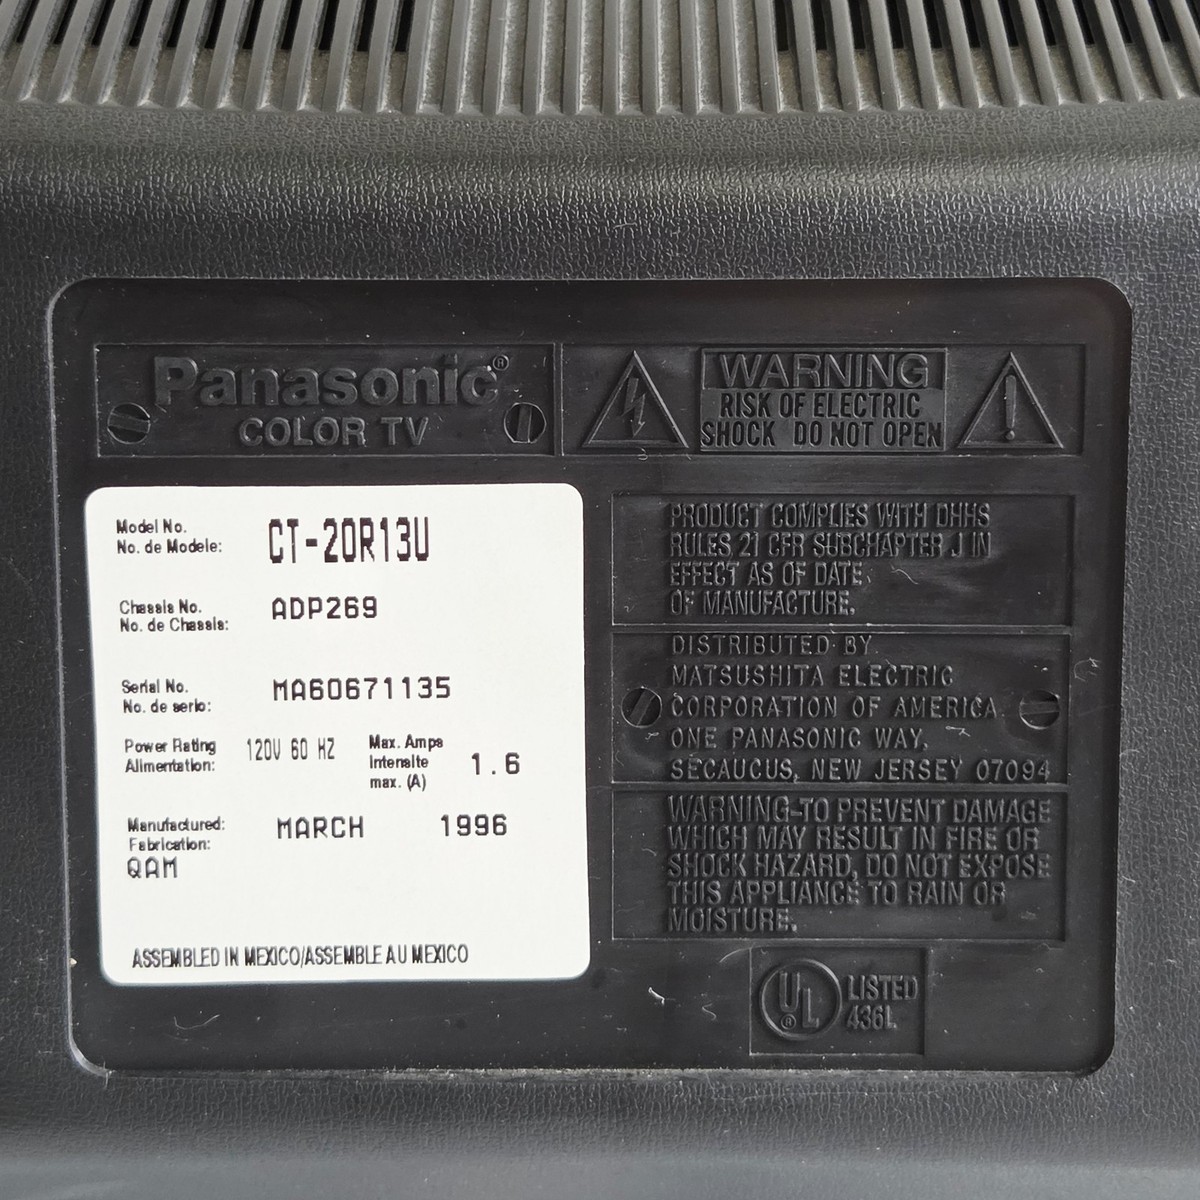 Panasonic®
COLOR TV
WARNING
RISK OF ELECTRIC
SHOCK DO NOT OPEN
Model No.
No. de Modele:
CT-20R13U
Chassis No.
No. de Chassis:
ADP269
Serial No.
No. de serio:
MA60671135
Power Rating
Alimentation:
120V 60 HZ
Max. Amps
Intensite
max. (A)
1.6
Manufactured:
Fabrication:
MARCH 1996
QAM
ASSEMBLED IN MEXICO/ASSEMBLE AU MEXICO
PRODUCT COMPLIES WITH DHHS
RULES 21 CFR SUBCHAPTER J IN
EFFECT AS OF DATE
OF MANUFACTURE.
DISTRIBUTED BY
MATSUSHITA ELECTRIC
CORPORATION OF AMERICA
ONE PANASONIC WAY,
SECAUCUS, NEW JERSEY 07094
WARNING-TO PREVENT DAMAGE
WHICH MAY RESULT IN FIRE OR
SHOCK HAZARD, DO NOT EXPOSE
THIS APPLIANCE TO RAIN OR
MOISTURE.
UL®
LISTED
436L